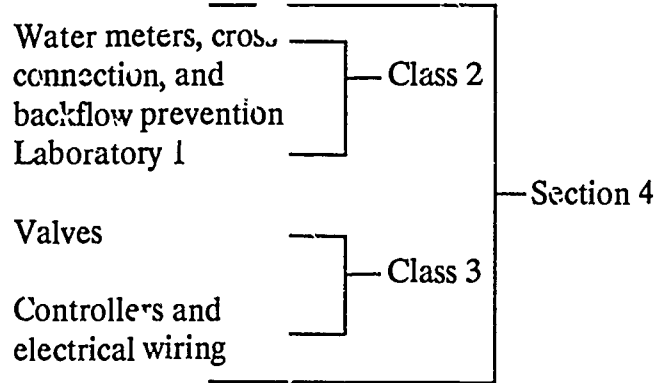 Water meters, cross
connection, and
backflow prevention
Laboratory 1
Class 2
Valves
Controllers and
electrical wiring
Class 3
Section 4